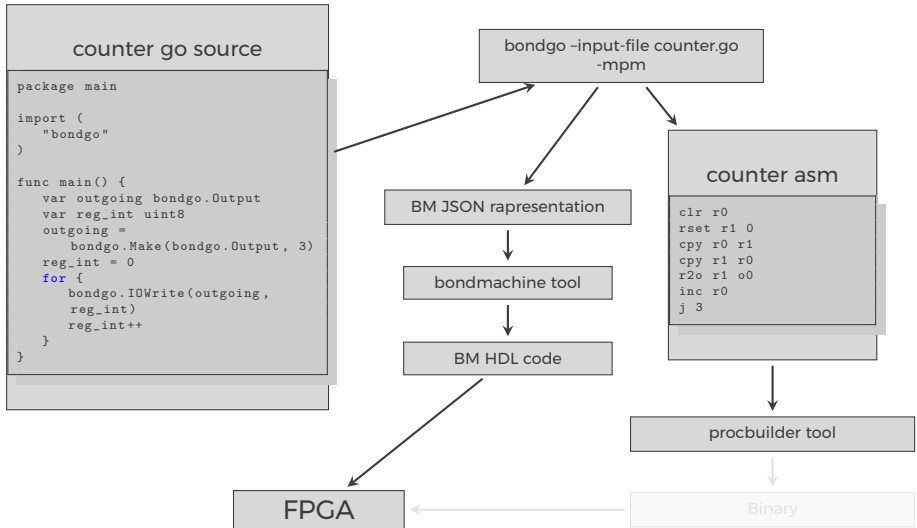 counter go source
package main
import (
"bondgo"
)
func main() {
var outgoing bondgo.Output
var reg_int uint8
outgoing =
bondgo.Make(bondgo.Output, 3)
reg_int = 0
for {
bondgo.IOWrite(outgoing,
reg_int)
reg_int++
}
}
bondgo –input-file counter.go
-mpm
BM JSON rapresentation
bondmachine tool
BM HDL code
counter asm
clr r0
rset r1 0
cpy r0 r1
cpy r1 r0
r2o r1 o0
inc r0
j 3
procbuilder tool
Binary
FPGA